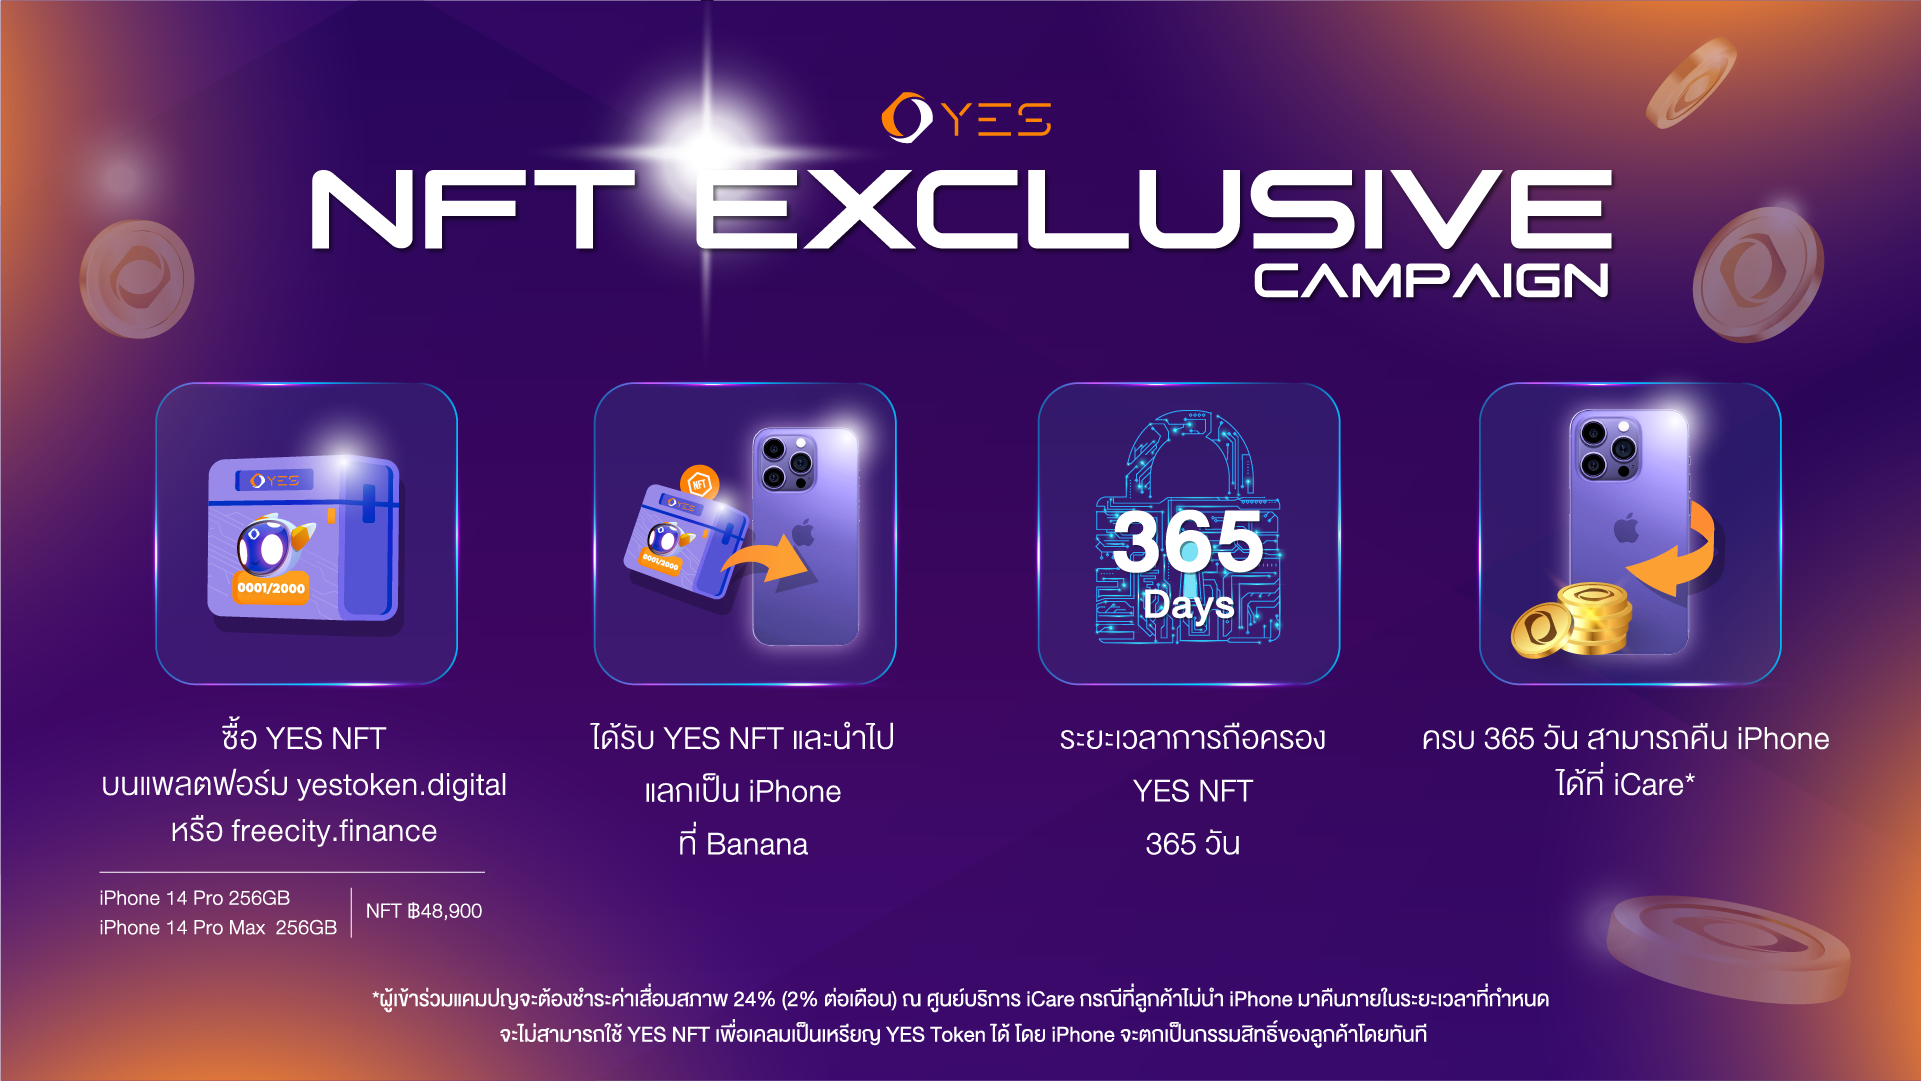 YES
NFT EXCLUSIVE
CAMPAIGN
YES
0001/2000
NFT
YES
0001/2000
365
Days
ซื้อ YES NFT
บนแพลตฟอร์ม yestoken.digital
หรือ freecity.finance
iPhone 14 Pro 256GB
iPhone 14 Pro Max 256GB
NFT ฿48,900
ได้รับ YES NFT และนำไป
แลกเป็น iPhone
ที่ Banana
ระยะเวลาการถือครอง
YES NFT
365 วัน
ครบ 365 วัน สามารถคืน iPhone
ได้ที่ iCare*
*ผู้เข้าร่วมแคมปญจะต้องชำระค่าเสื่อมสภาพ 24% (2% ต่อเดือน) ณ ศูนย์บริการ iCare กรณีที่ลูกค้าไม่นำ iPhone มาคืนภายในระยะเวลาที่กำหนด
จะไม่สามารถใช้ YES NFT เพื่อเคลมเป็นเหรียญ YES Token ได้ โดย iPhone จะตกเป็นกรรมสิทธิ์ของลูกค้าโดยทันที